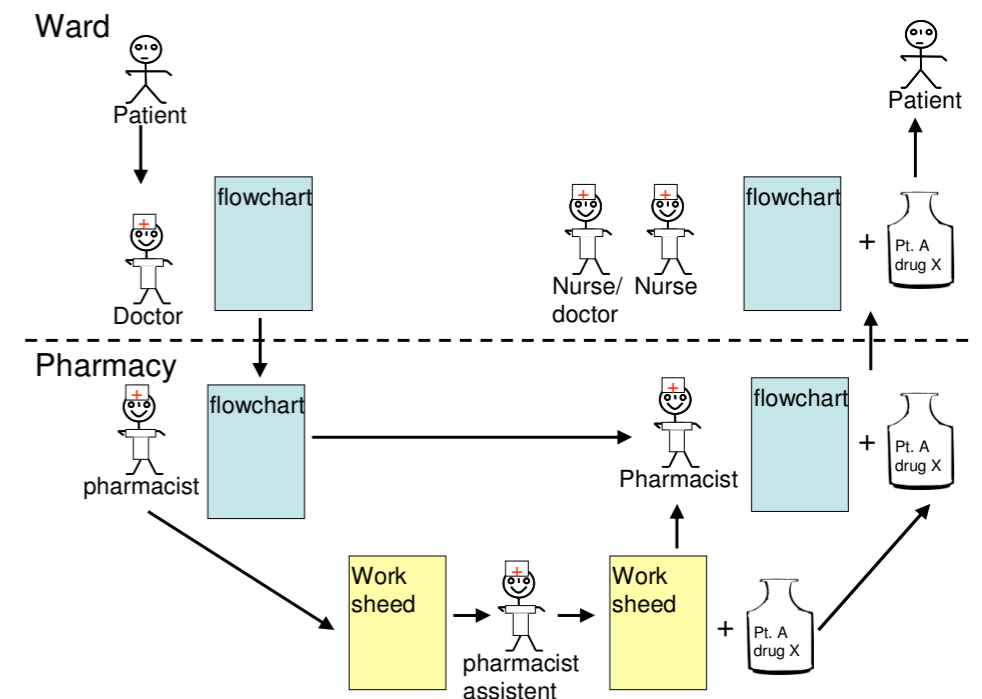 Ward
Patient
Patient
flowchart
flowchart
+
Pt. A
drug X
Doctor
Nurse/
doctor
Nurse
Pharmacy
pharmacist
flowchart
Pharmacist
flowchart
+
Pt. A
drug X
Work
sheed
pharmacist
assistent
Work
sheed
+
Pt. A
drug X